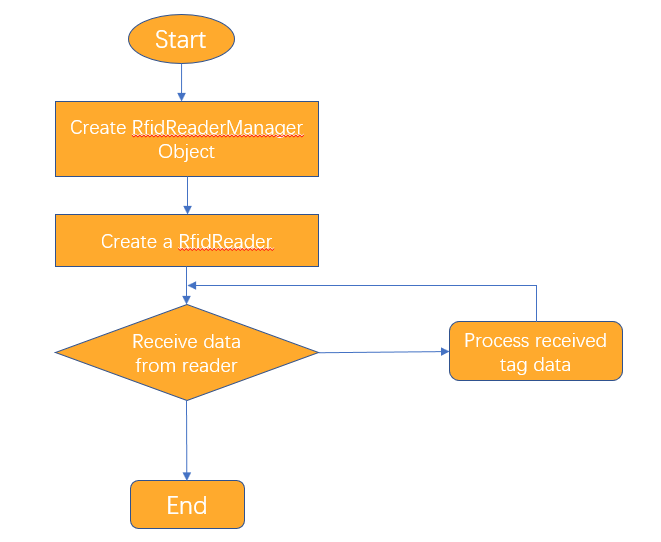 Start
Create RfidReaderManager
Object
Create a RfidReader
Receive data
from reader
Process received
tag data
End